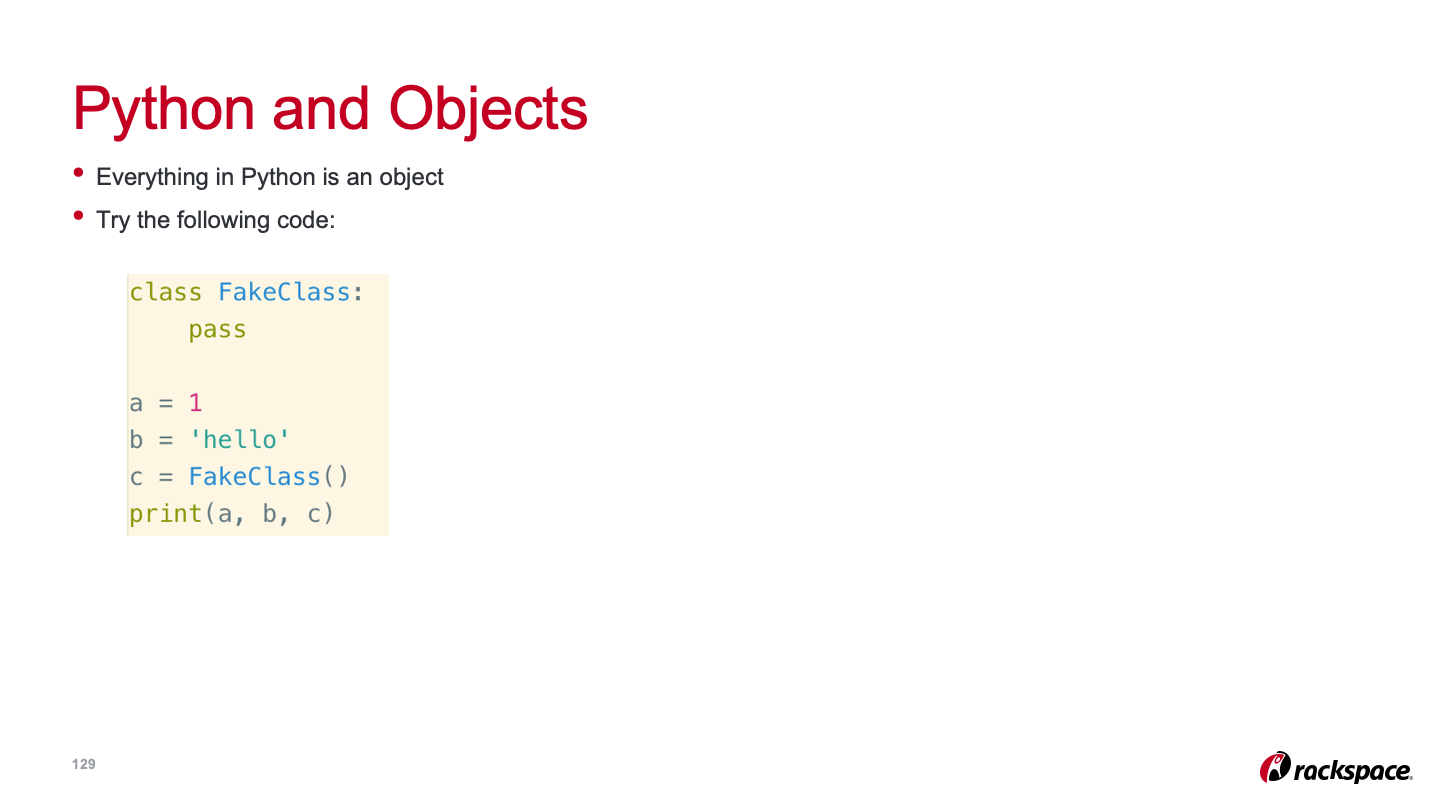 Python and Objects
• Everything in Python is an object
• Try the following code:
class FakeClass:
    pass

a = 1
b = 'hello'
c = FakeClass()
print(a, b, c)
129
rackspace.